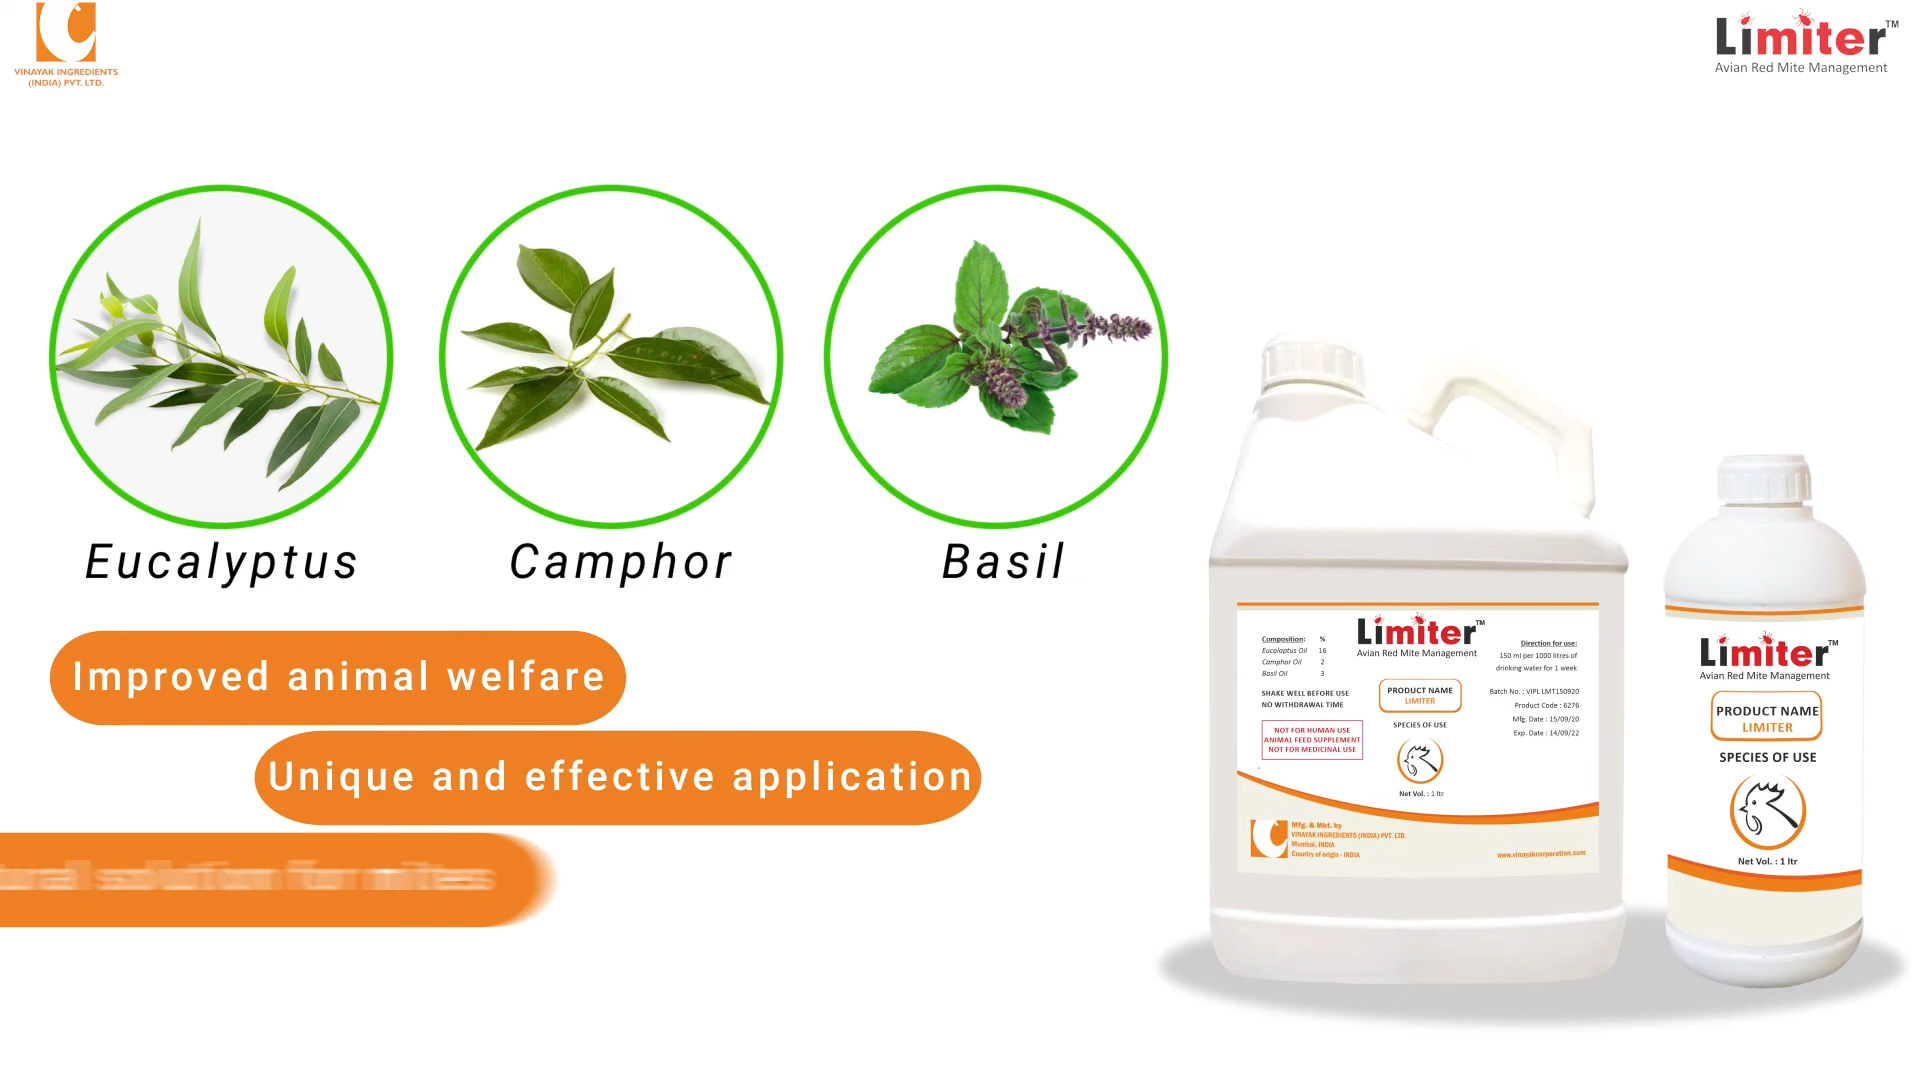 VINAYAK INGREDIENTS
(INDIA) PVT. LTD.
Limiter™
Avian Red Mite Management
Eucalyptus
Camphor
Basil
Improved animal welfare
Unique and effective application
solution for mites
Composition: %
Eucalaptus Oil 16
Camphor Oil 2
Basil Oil 3
SHAKE WELL BEFORE USE
NO WITHDRAWAL TIME
NOT FOR HUMAN USE
ANIMAL FEED SUPPLEMENT
NOT FOR MEDICINAL USE
Limiter™
Avian Red Mite Management
PRODUCT NAME
LIMITER
SPECIES OF USE
Net Vol. : 1 ltr
Direction for use:
150 ml per 1000 litres of
drinking water for 1 week
Batch No. : VIPL LMT150920
Product Code : 6276
Mfg. Date : 15/09/20
Exp. Date : 14/09/22
Mfg. & Mkt. by
VINAYAK INGREDIENTS (INDIA) PVT. LTD.
Mumbai, INDIA
Country of origin - INDIA
www.vinayakcorporation.com
Limiter™
Avian Red Mite Management
PRODUCT NAME
LIMITER
SPECIES OF USE
Net Vol. : 1 ltr